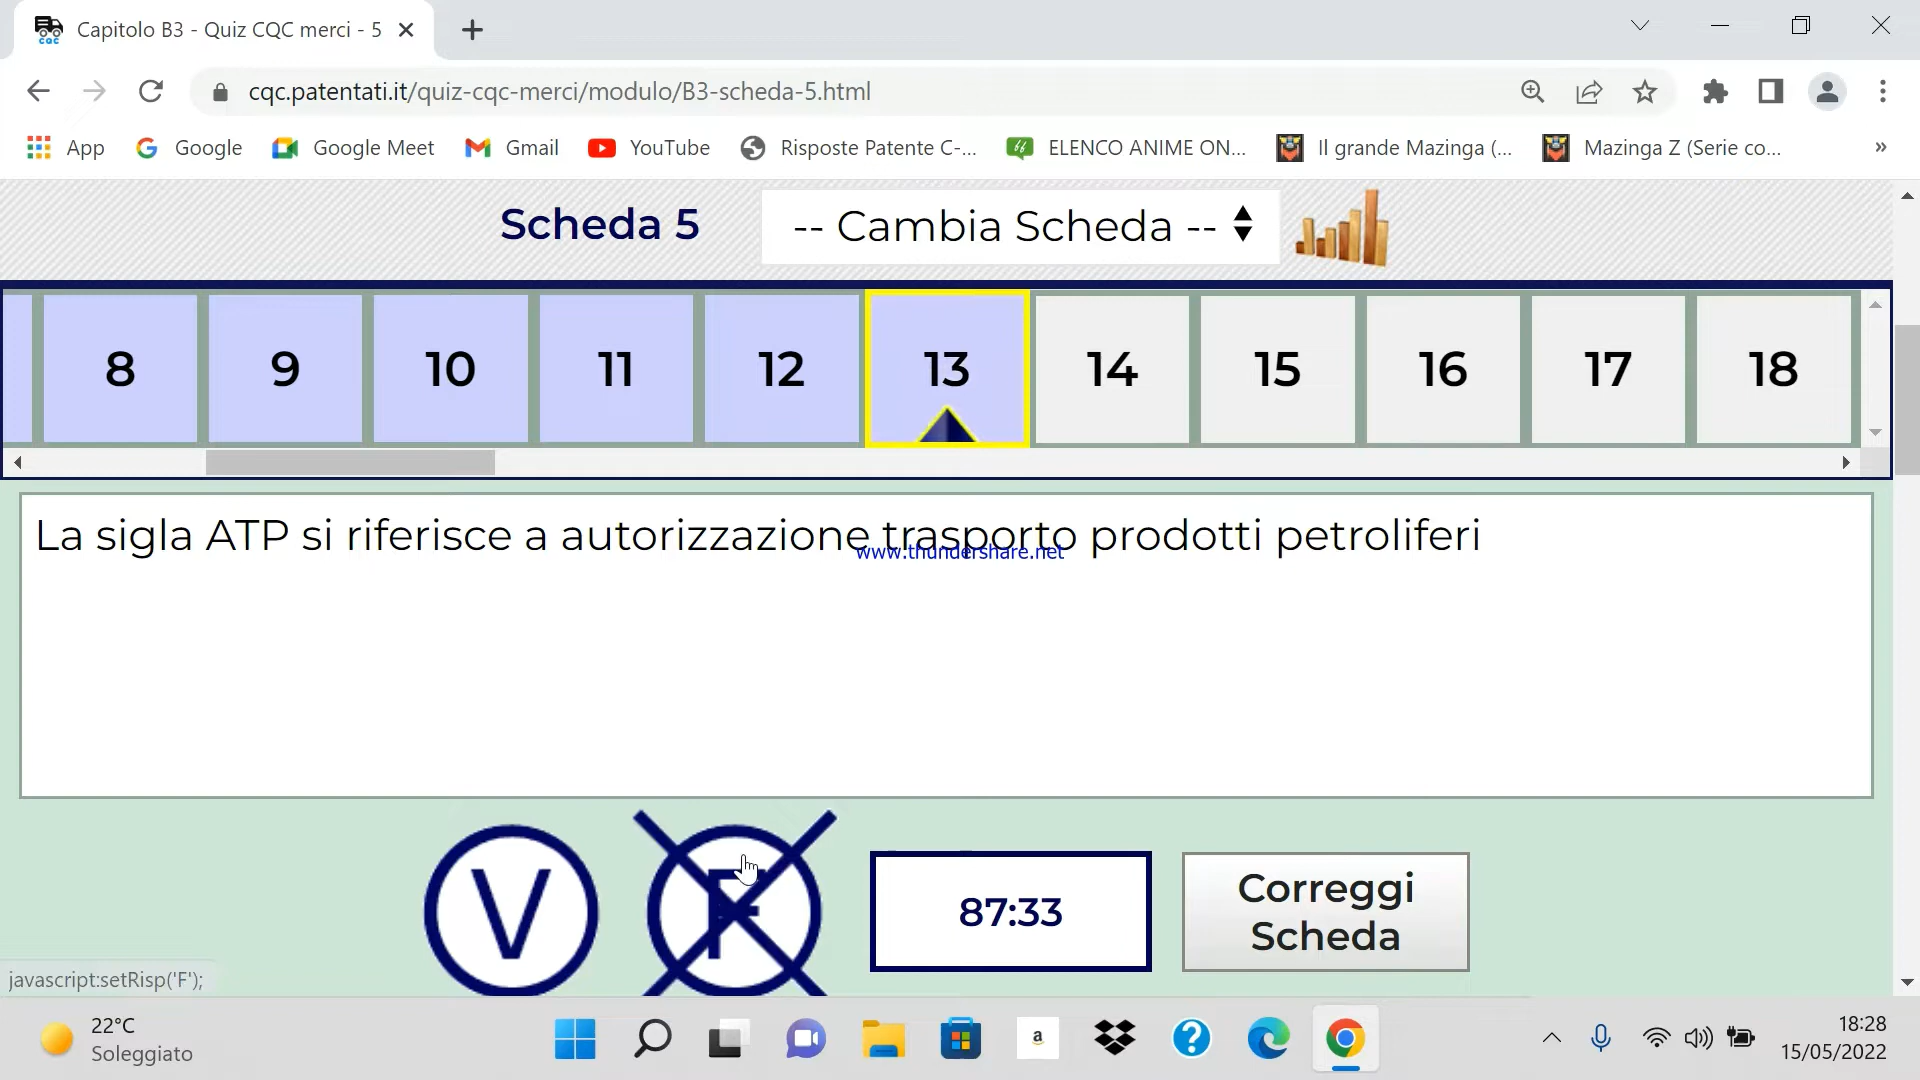 Capitolo B3 - Quiz CQC merci - 5
cqc.patentati.it/quiz-cqc-merci/modulo/B3-scheda-5.html
App
Google
Google Meet
Gmail
YouTube
Risposte Patente C-...
ELENCO ANIME ON...
Il grande Mazinga (...
Mazinga Z (Serie co...
»
Scheda 5
-- Cambia Scheda --
8
9
10
11
12
13
14
15
16
17
18
La sigla ATP si riferisce a autorizzazione trasporto prodotti petroliferi
www.thundershare.net
V
F
87:33
Correggi
Scheda
javascript:setRisp('F');
22°C
Soleggiato
a
18:28
15/05/2022